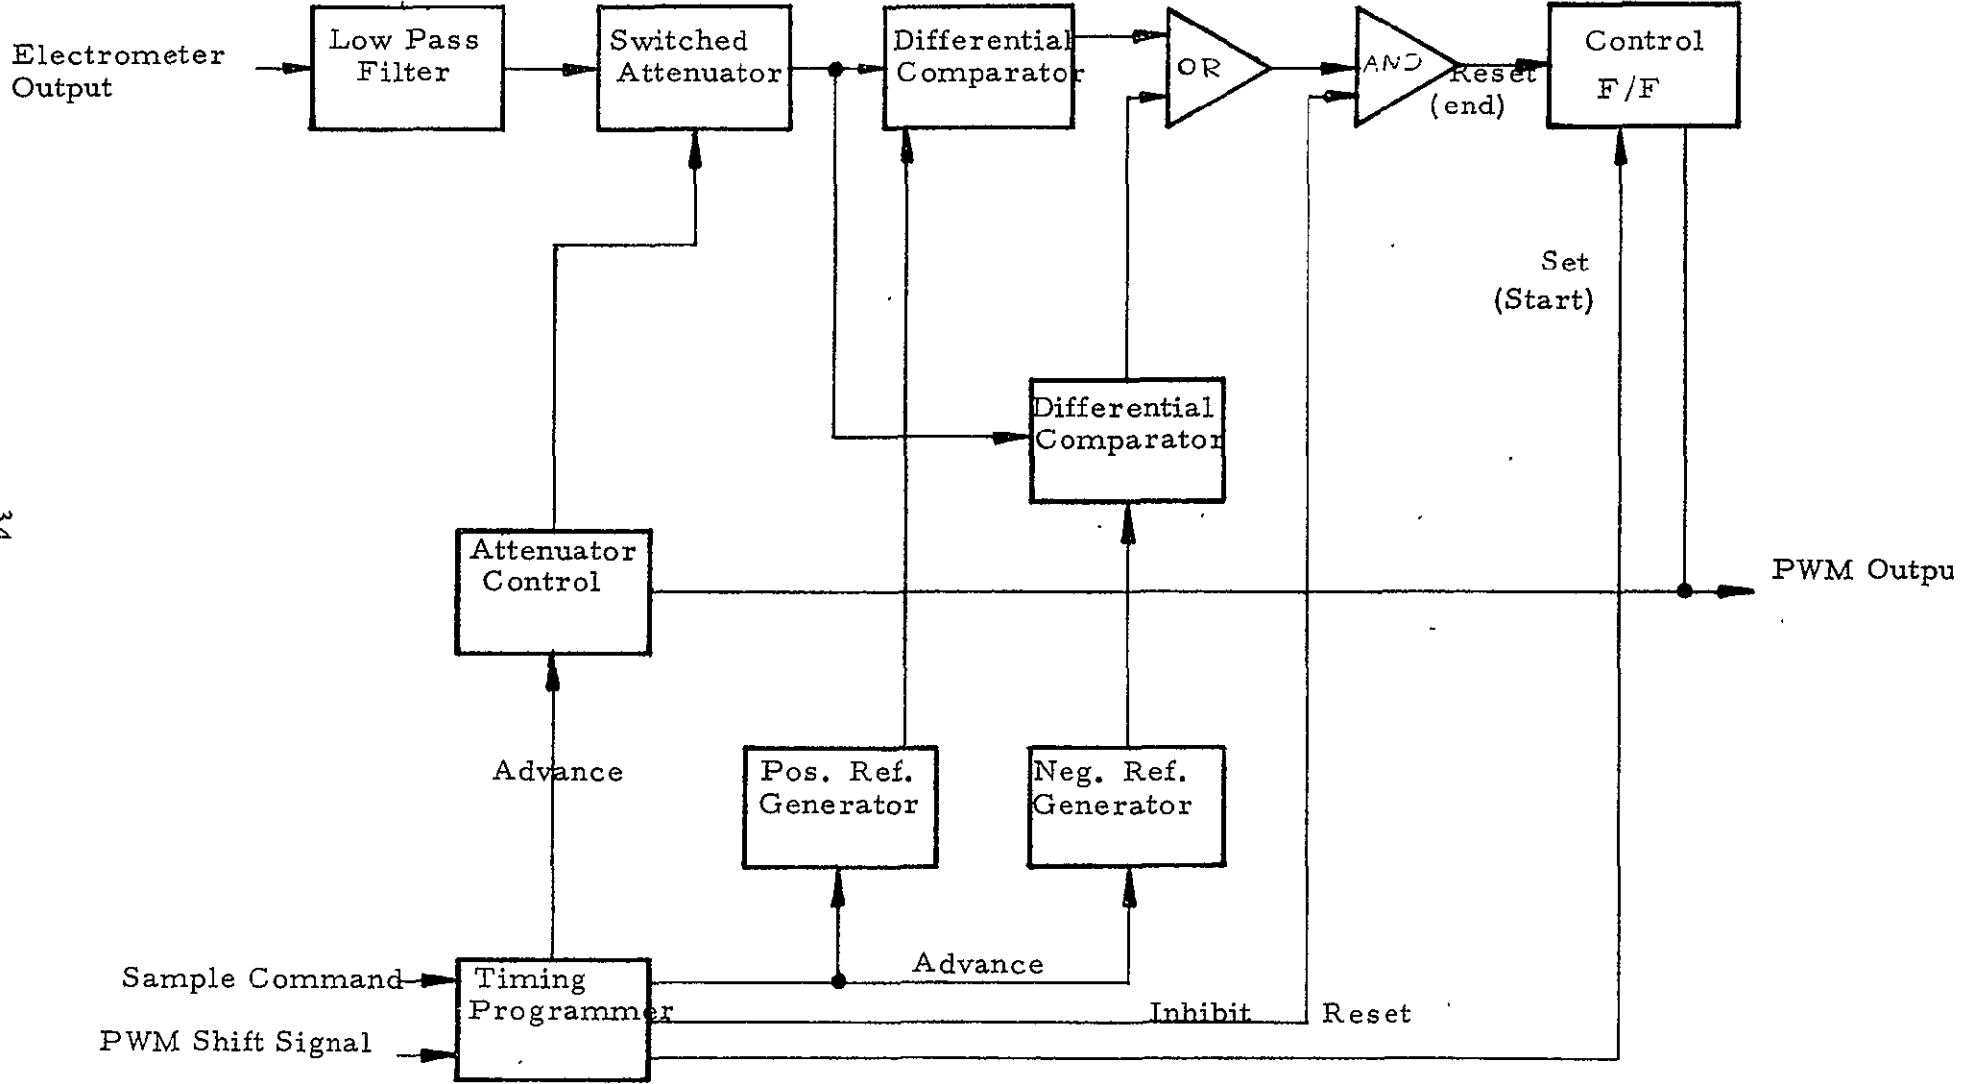 Electrometer
Output
Low Pass
Filter
Switched
Attenuator
Differential
Comparator
OR
AND
Reset
(end)
Control
F/F
Set
(Start)
Differential
Comparator
34
Attenuator
Control
PWM Outpu
Advance
Pos. Ref.
Generator
Neg. Ref.
Generator
Sample Command
Timing
Programmer
Advance
Inhibit Reset
PWM Shift Signal